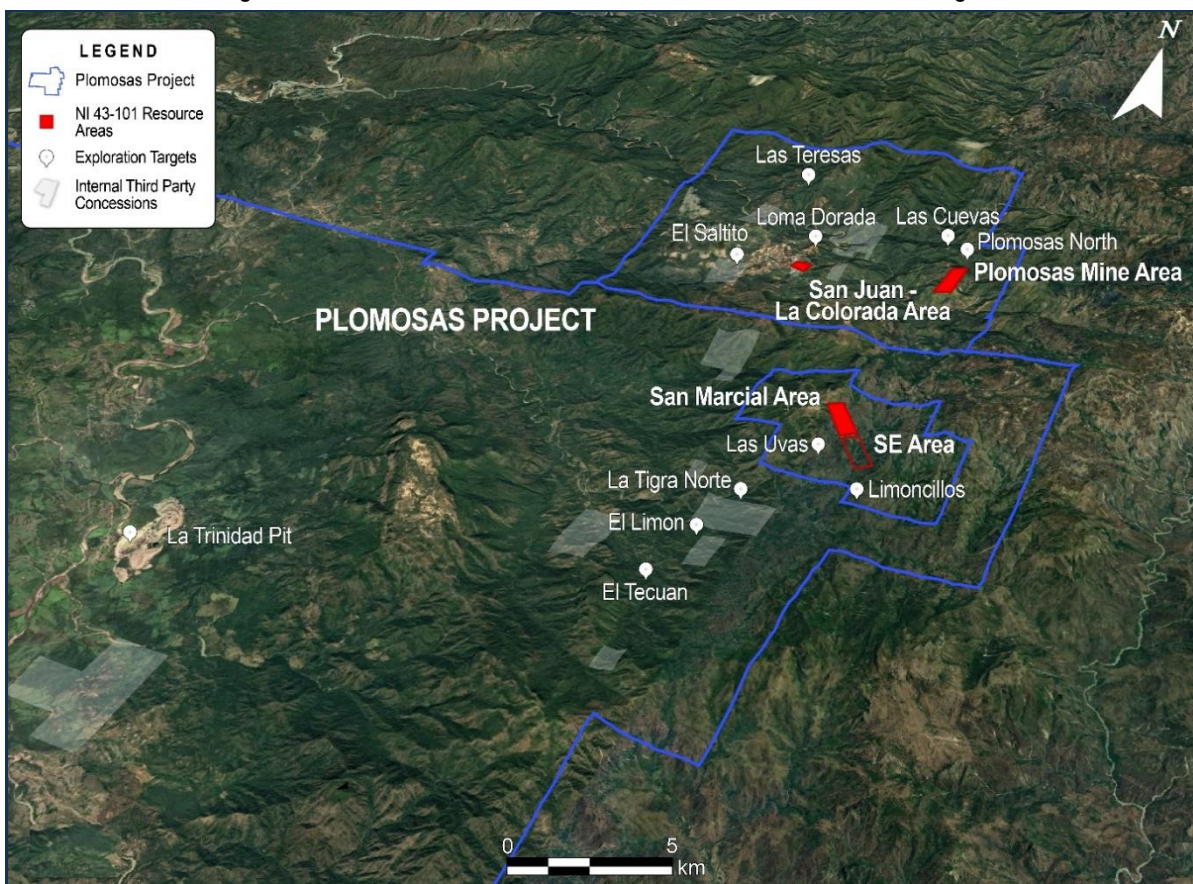 LEGEND
Plomosas Project
NI 43-101 Resource
Areas
Exploration Targets
Internal Third Party
Concessions
N
Las Teresas
Loma Dorada
Las Cuevas
El Saltito
Plomosas North
Plomosas Mine Area
San Juan -
La Colorada Area
PLOMOSAS PROJECT
San Marcial Area
Las Uvas
SE Area
La Tigra Norte
Limoncillos
El Limon
La Trinidad Pit
El Tecuan
0
5
km